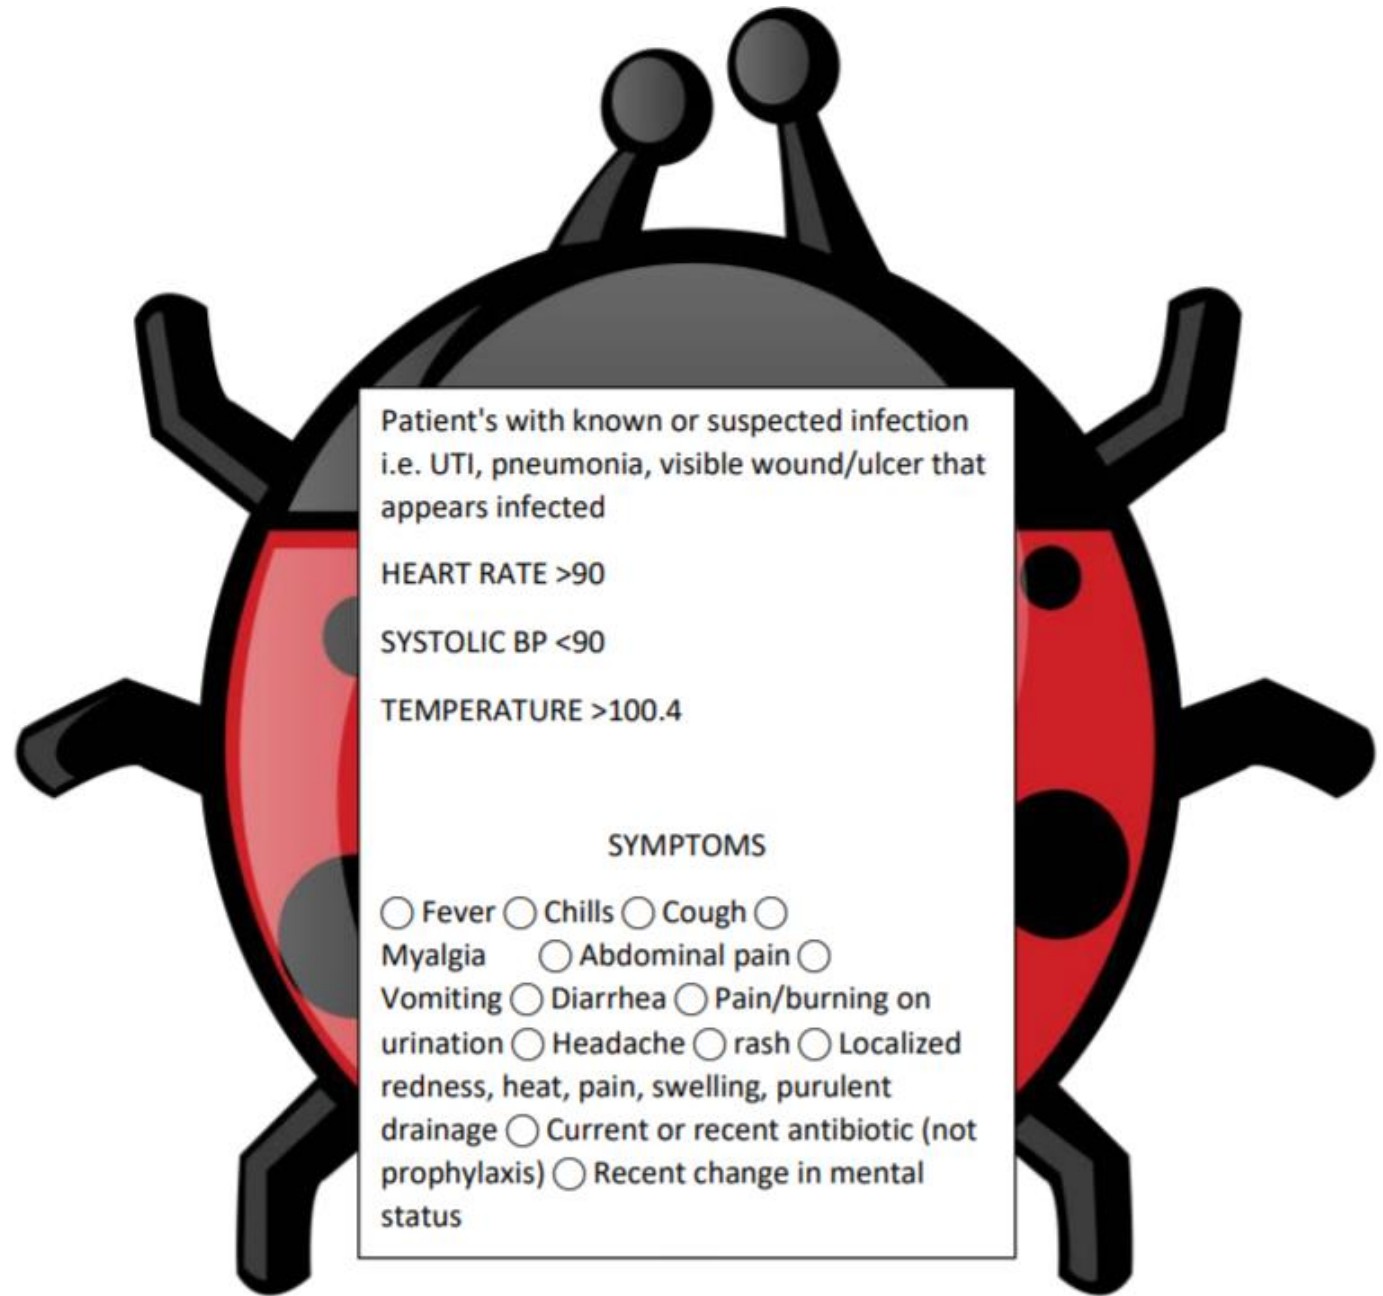 Patient's with known or suspected infection
i.e. UTI, pneumonia, visible wound/ulcer that
appears infected
HEART RATE >90
SYSTOLIC BP <90
TEMPERATURE >100.4
SYMPTOMS
◯ Fever ◯ Chills ◯ Cough ◯
Myalgia ◯ Abdominal pain ◯
Vomiting ◯ Diarrhea ◯ Pain/burning on
urination ◯ Headache ◯ rash ◯ Localized
redness, heat, pain, swelling, purulent
drainage ◯ Current or recent antibiotic (not
prophylaxis) ◯ Recent change in mental
status